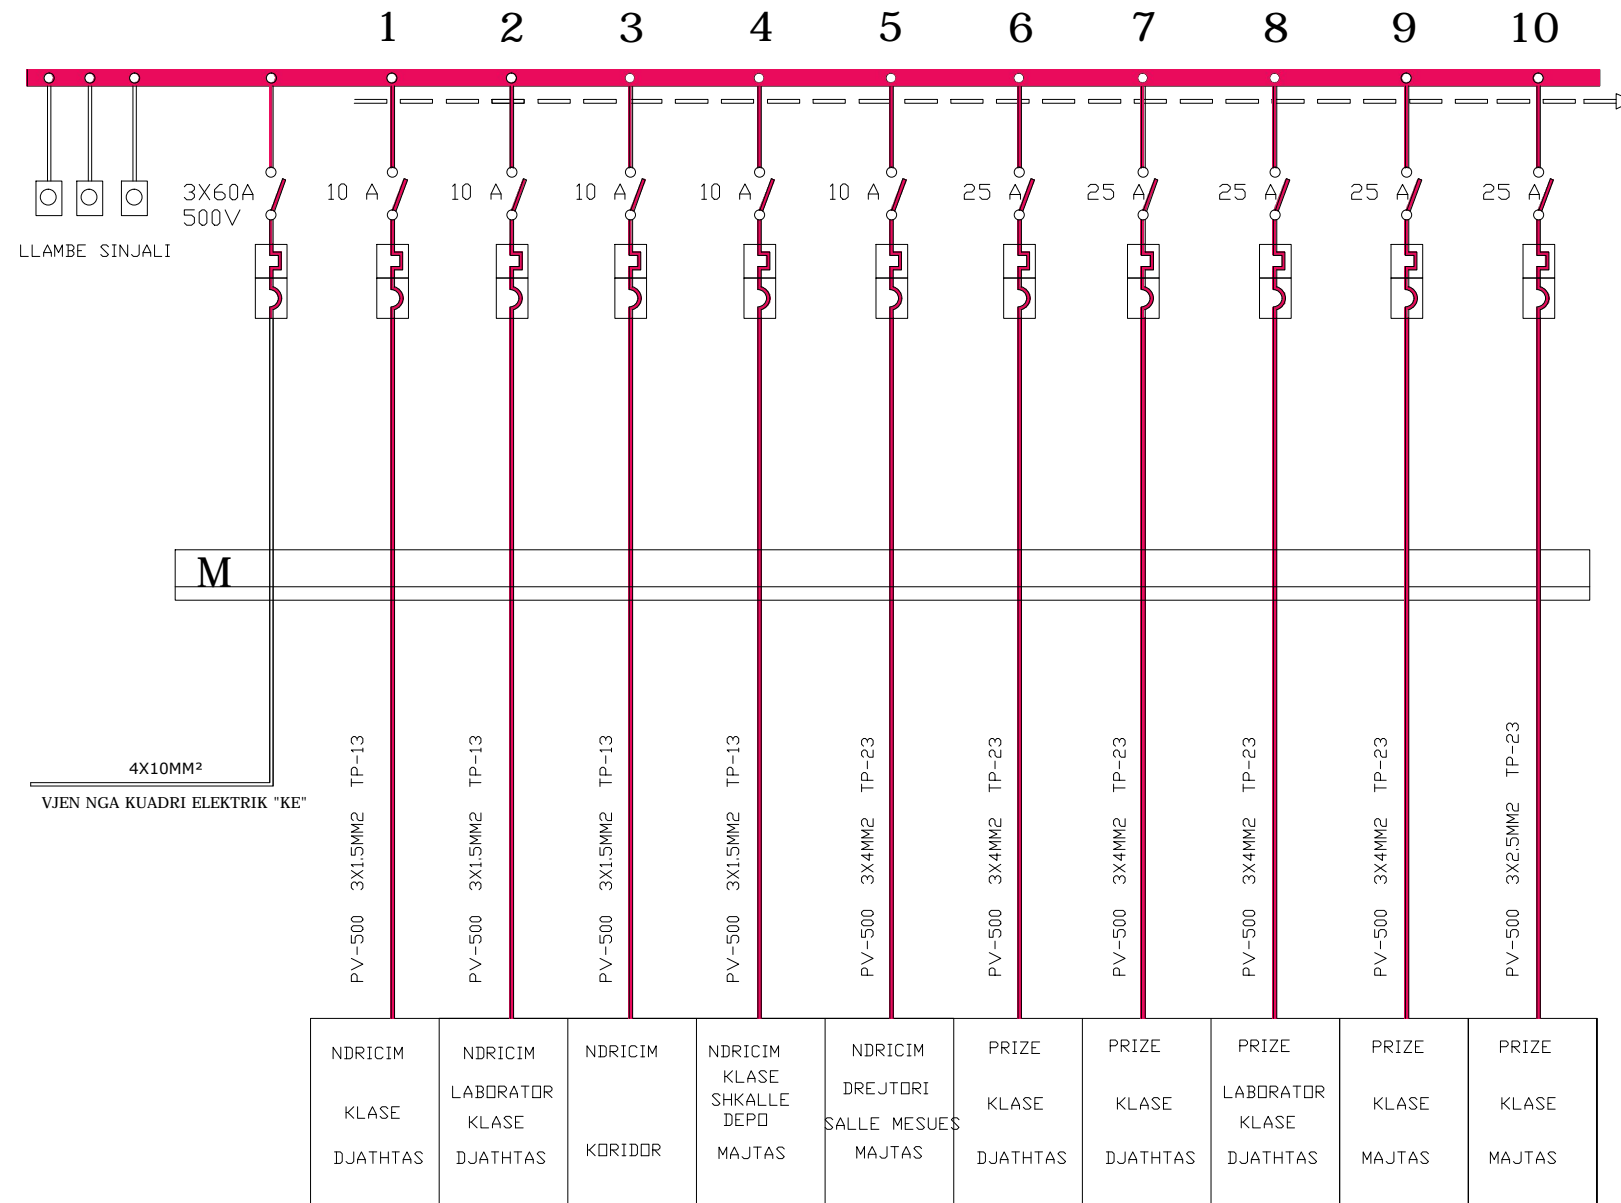 1 2 3 4 5 6 7 8 9 10
3X60A 10 A 10 A 10 A 10 A 10 A 25 A 25 A 25 A 25 A 25 A
500V
LLAMBE SINJALI
M
4X10MM²
VJEN NGA KUADRI ELEKTRIK "KE"
PV-500 3X1.5MM2 TP-13
PV-500 3X1.5MM2 TP-13
PV-500 3X1.5MM2 TP-13
PV-500 3X1.5MM2 TP-13
PV-500 3X4MM2 TP-23
PV-500 3X4MM2 TP-23
PV-500 3X4MM2 TP-23
PV-500 3X4MM2 TP-23
PV-500 3X4MM2 TP-23
PV-500 3X2.5MM2 TP-23
NDRICIM
KLASE
DJATHTAS
NDRICIM
LABORATOR
KLASE
DJATHTAS
NDRICIM
KORIDOR
NDRICIM
KLASE
SHKALLE
DEPO
MAJTAS
NDRICIM
DREJTORI
SALLE MESUES
MAJTAS
PRIZE
KLASE
DJATHTAS
PRIZE
KLASE
DJATHTAS
PRIZE
LABORATOR
KLASE
DJATHTAS
PRIZE
KLASE
MAJTAS
PRIZE
KLASE
MAJTAS